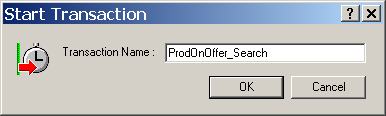 Start Transaction
Transaction Name : ProdOnOffer_Search
OK Cancel